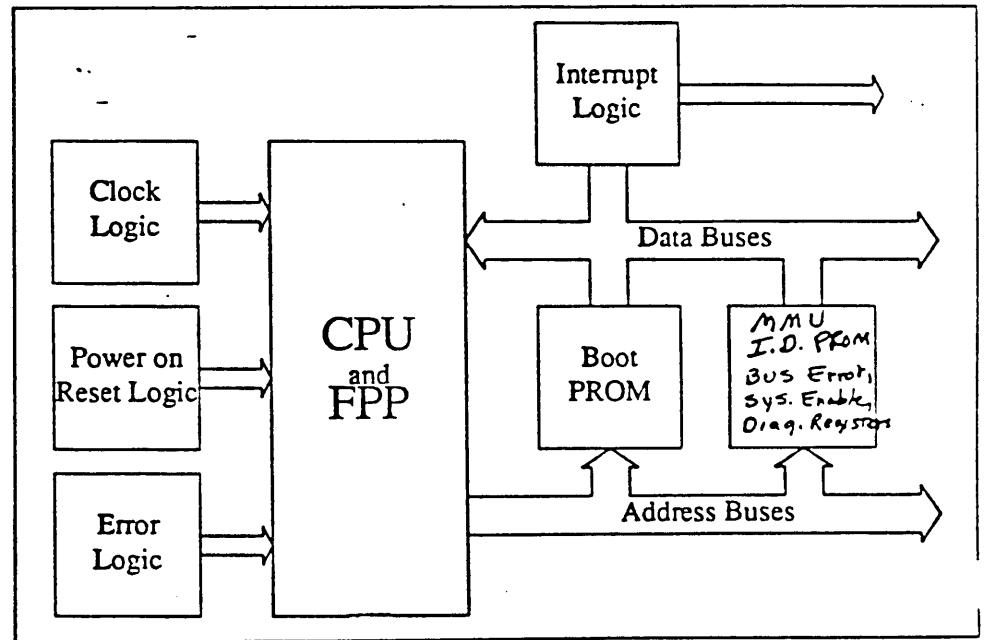 Interrupt
Logic
Clock
Logic
Data Buses
Power on
Reset Logic
CPU
and
FPP
Boot
PROM
MMU
I.D. PROM
Bus Error,
Sys. Enable,
Diag. Registers
Error
Logic
Address Buses